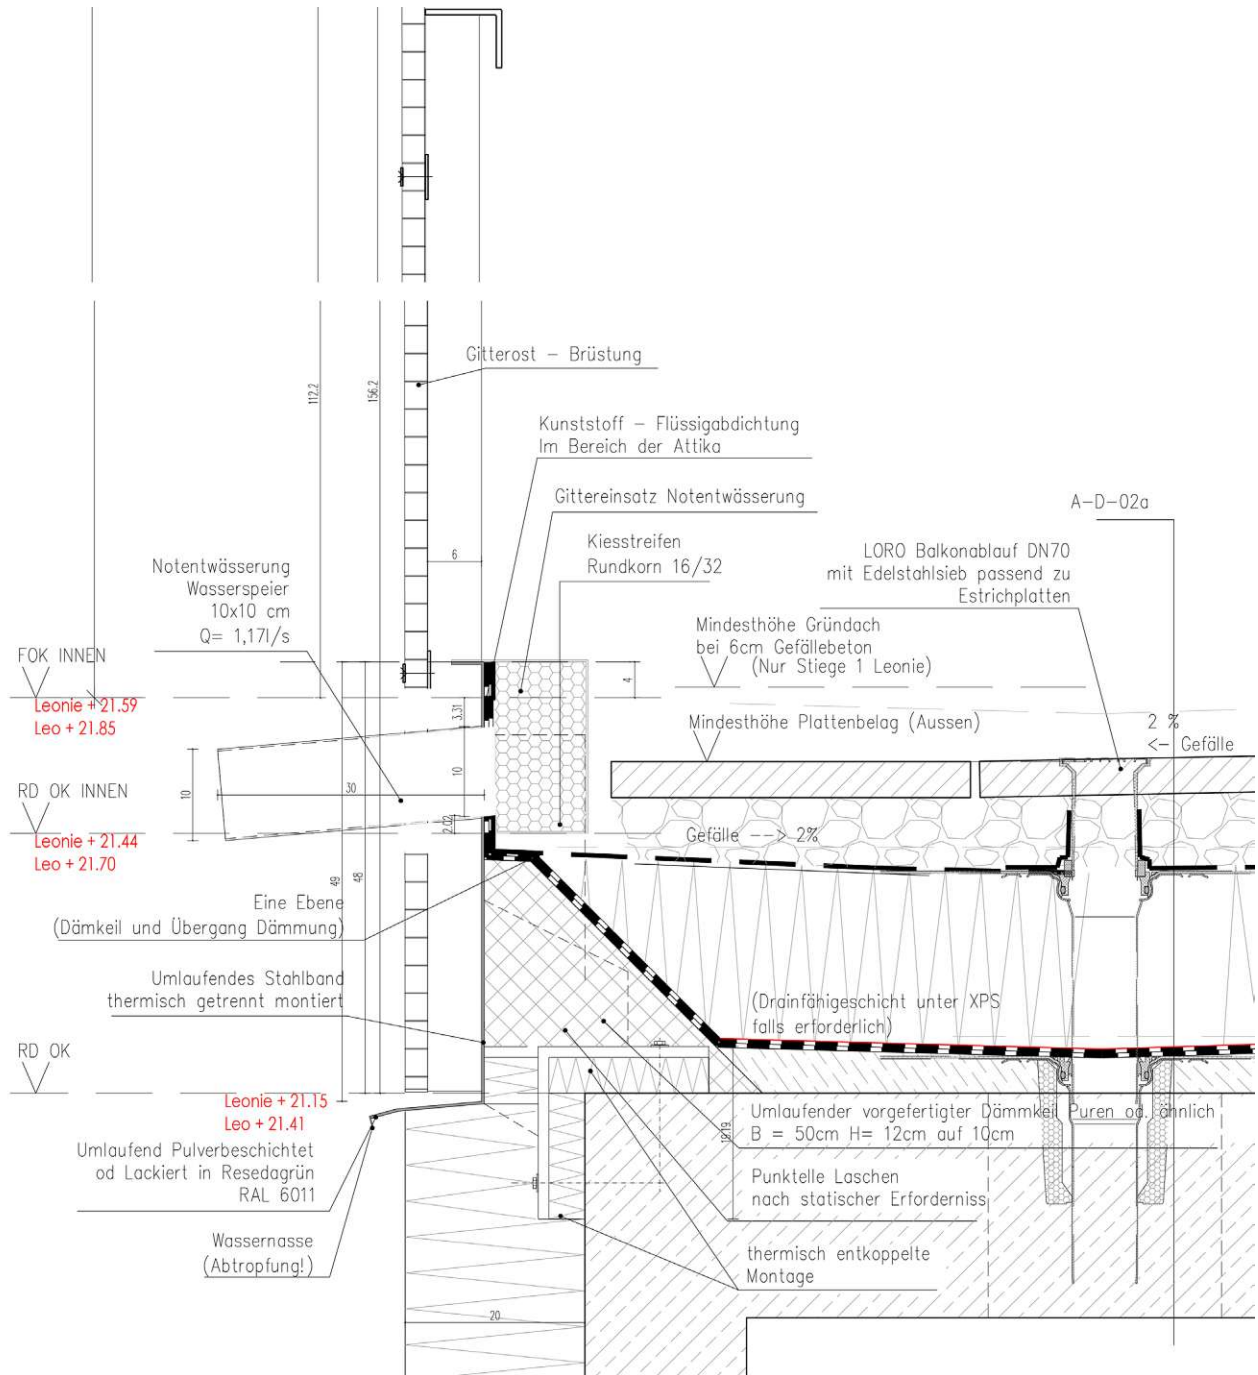 Gitterost – Brüstung
112.2
156.2
Kunststoff – Flüssigabdichtung
Im Bereich der Attika
Gittereinsatz Notentwässerung
A-D-02a
Kiesstreifen
Rundkorn 16/32
LORO Balkonablauf DN70
mit Edelstahlsieb passend zu
Estrichplatten
6
Notentwässerung
Wasserspeier
10x10 cm
Q= 1,17l/s
Mindesthöhe Gründach
bei 6cm Gefällebeton
(Nur Stiege 1 Leonie)
FOK INNEN
Leonie + 21.59
Leo + 21.85
4
3.31
Mindesthöhe Plattenbelag (Aussen)
2 %
<- Gefälle
10
30
10
RD OK INNEN
Leonie + 21.44
Leo + 21.70
2.02
Gefälle --> 2%
49
48
Eine Ebene
(Dämkeil und Übergang Dämmung)
Umlaufendes Stahlband
thermisch getrennt montiert
(Drainfähigeschicht unter XPS
falls erforderlich)
RD OK
Leonie + 21.15
Leo + 21.41
Umlaufend Pulverbeschichtet
od Lackiert in Resedagrün
RAL 6011
Umlaufender vorgefertigter Dämmkeil Puren od. ähnlich
B = 50cm H= 12cm auf 10cm
Punktelle Laschen
nach statischer Erforderniss
Wassernasse
(Abtropfung!)
thermisch entkoppelte
Montage
20